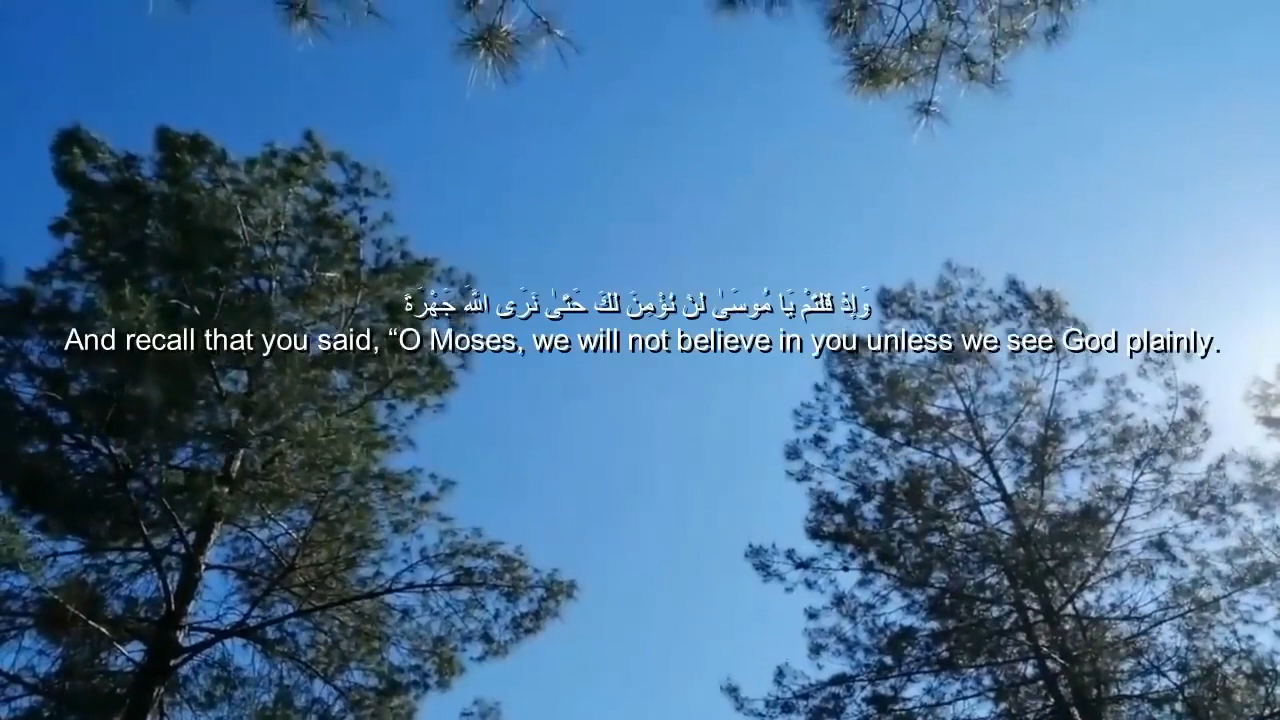 وَإِذْ قُلْتُمْ يَا مُوسَىٰ لَنْ نُؤْمِنَ لَكَ حَتَّىٰ نَرَى اللَّهَ جَهْرَةً
And recall that you said, “O Moses, we will not believe in you unless we see God plainly.